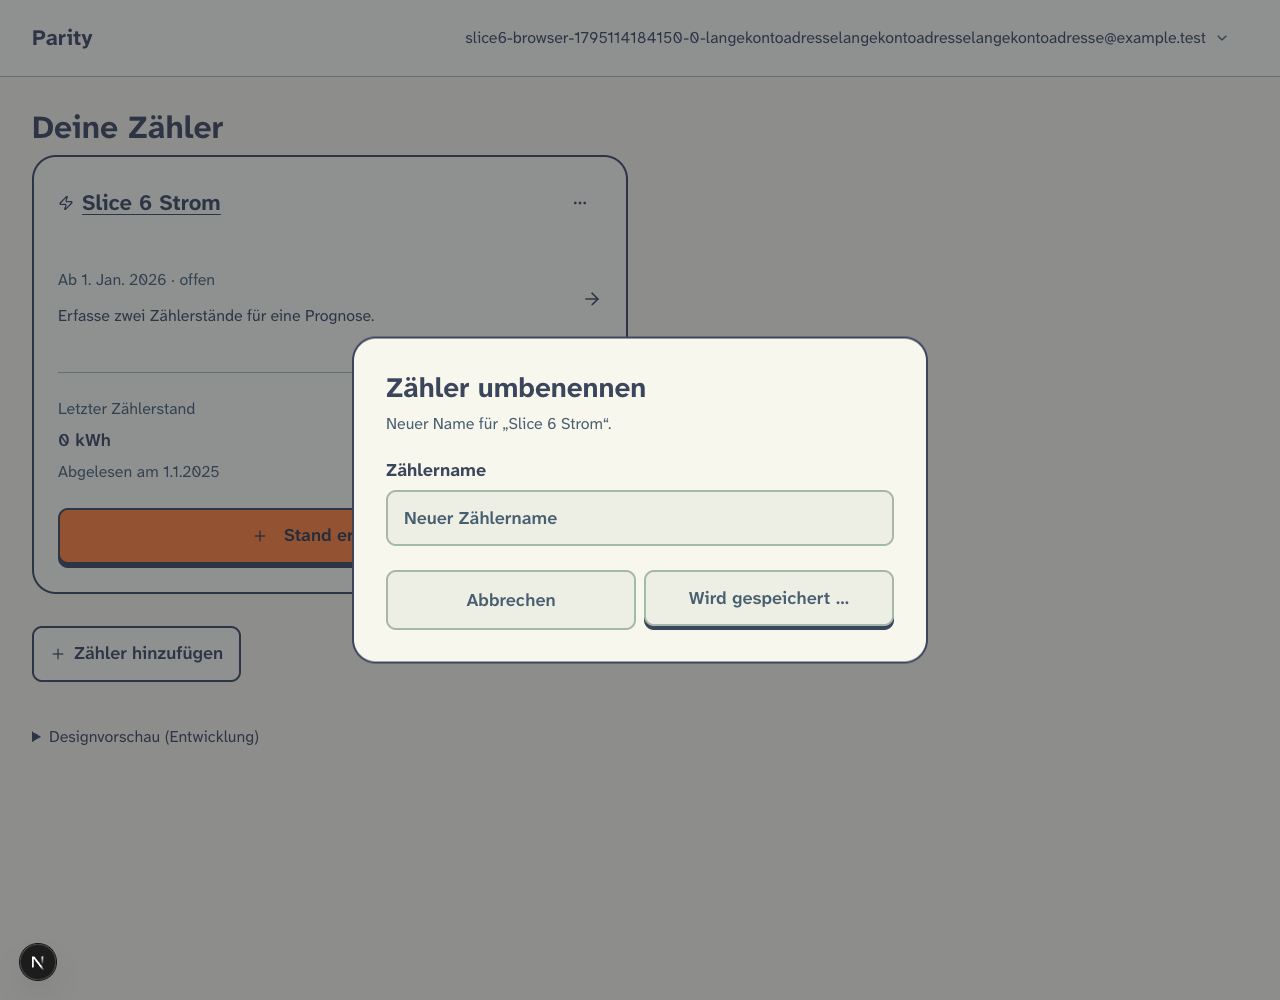 Parity
slice6-browser-1795114184150-0-langekontoadresselangekontoadresselangekontoadresse@example.test
Deine Zähler
Slice 6 Strom
Ab 1. Jan. 2026 · offen
Erfasse zwei Zählerstände für eine Prognose.
Letzter Zählerstand
0 kWh
Abgelesen am 1.1.2025
+ Stand er
+ Zähler hinzufügen
Designvorschau (Entwicklung)
Zähler umbenennen
Neuer Name für „Slice 6 Strom“.
Zählername
Neuer Zählername
Abbrechen
Wird gespeichert ...
N